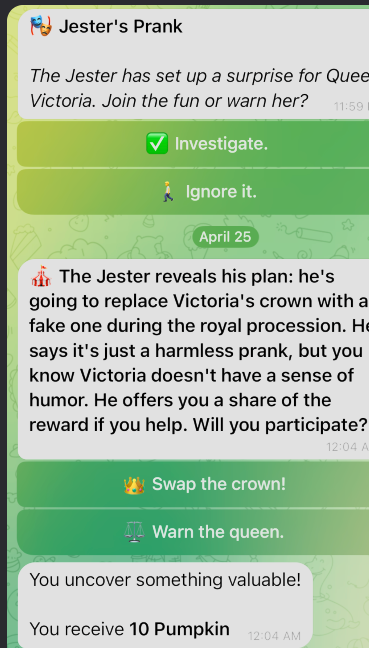 Jester's Prank
The Jester has set up a surprise for
Victoria. Join the fun or warn her?
11:59
Investigate.
Ignore it.
April 25
The Jester reveals his plan: he's
going to replace Victoria's crown with a
fake one during the royal procession.
says it's just a harmless prank, but you
know Victoria doesn't have a sense of
humor. He offers you a share of the
reward if you help. Will you participate?
12:04
Swap the crown!
Warn the queen.
You uncover something valuable!
You receive 10 Pumpkin
12:04 AM